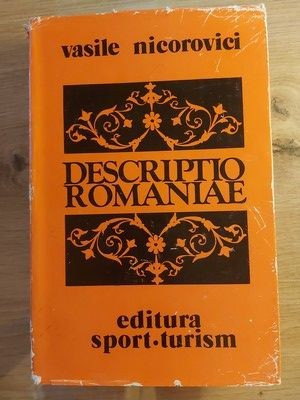 vasile nicorovici
DESCRIPTIO
ROMANIAE
editura
sport•turism